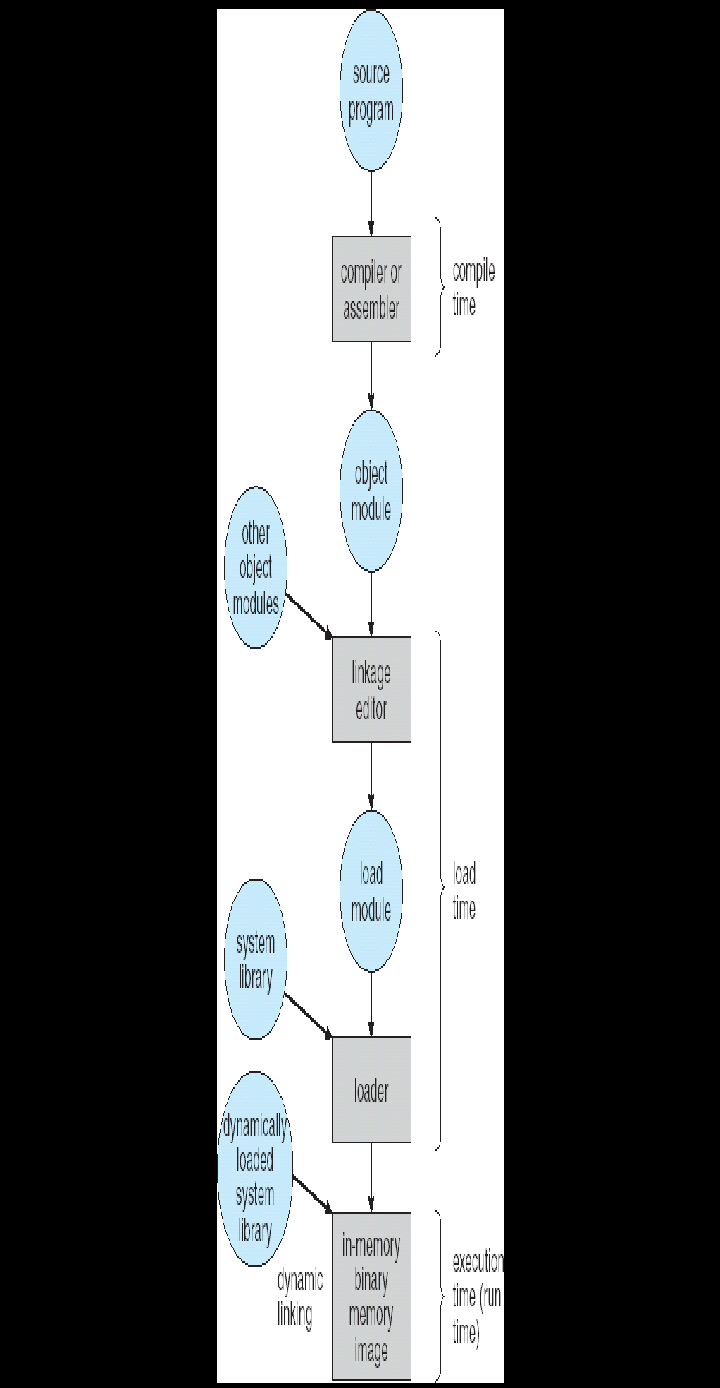 source
program
compiler or
assembler
compile
time
object
module
other
object
modules
linkage
editor
load
module
load
time
system
library
loader
dynamically
loaded
system
library
dynamic
linking
in-memory
binary
memory
image
execution
time (run
time)